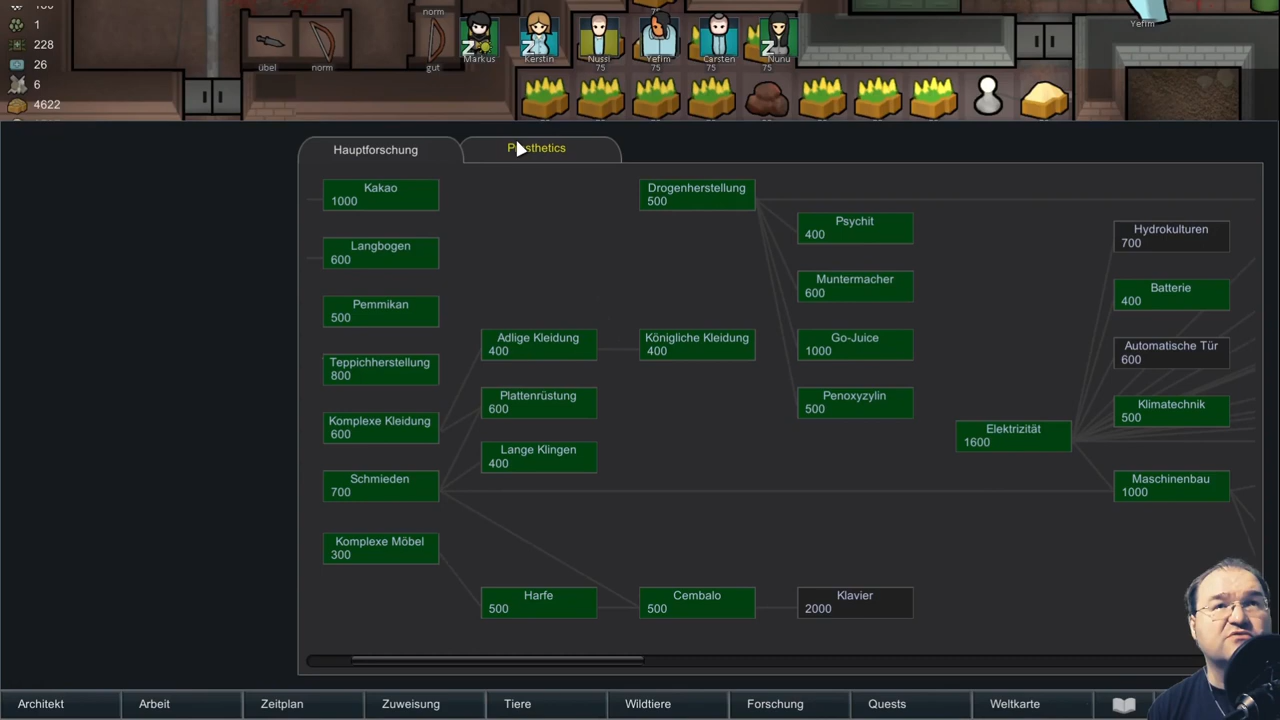 1
228
26
6
4622
übel
norm
norm
gut
Markus
Kerstin
Nussi
Yefim
Carsten
Nunu
75
75
75
75
Yefim
Hauptforschung
Kakao
1000
Drogenherstellung
500
Psychit
400
Hydrokulturen
700
Langbogen
600
Muntermacher
600
Batterie
400
Pemmikan
500
Adlige Kleidung
400
Königliche Kleidung
400
Go-Juice
1000
Automatische Tür
600
Teppichherstellung
800
Plattenrüstung
600
Penoxyzylin
500
Klimatechnik
500
Komplexe Kleidung
600
Lange Klingen
400
Elektrizität
1600
Schmieden
700
Maschinenbau
1000
Komplexe Möbel
300
Harfe
500
Cembalo
500
Klavier
2000
Architekt
Arbeit
Zeitplan
Zuweisung
Tiere
Wildtiere
Forschung
Quests
Weltkarte